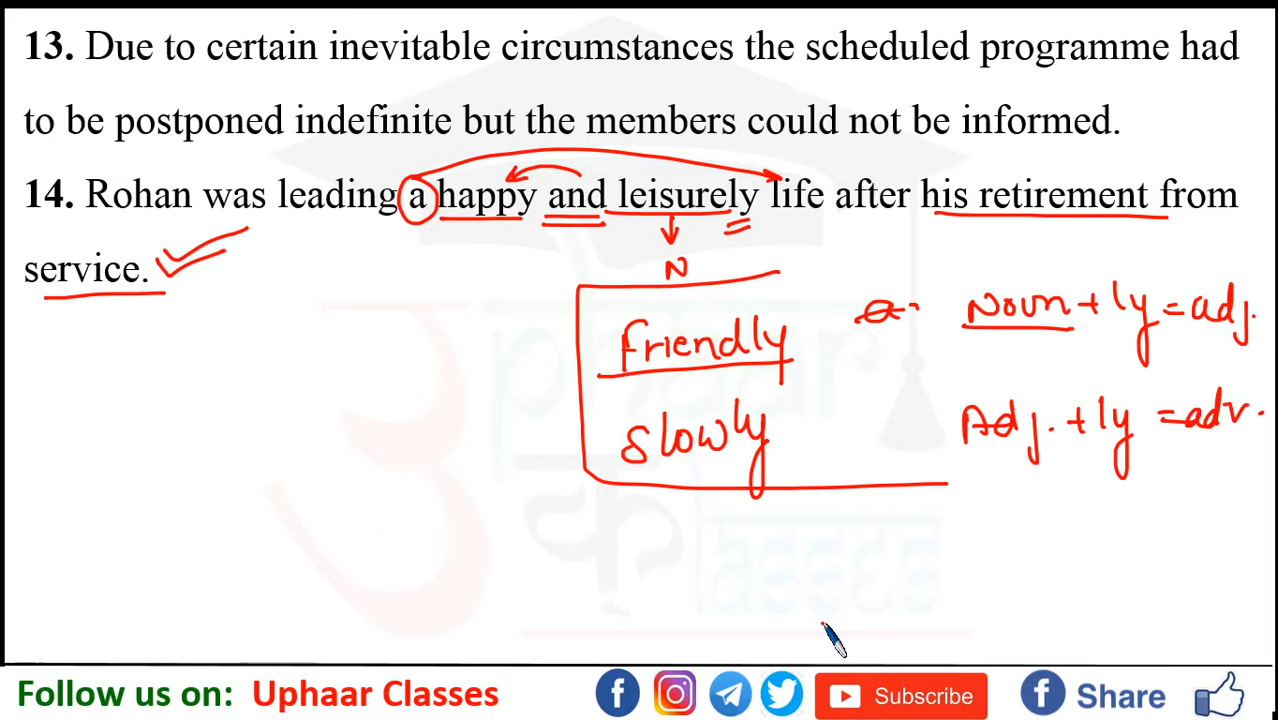 13. Due to certain inevitable circumstances the scheduled programme had
to be postponed indefinite but the members could not be informed.
14. Rohan was leading a happy and leisurely life after his retirement from
service.
N
Friendly
Noun + ly = adj.
Slowly
Adj. + ly = adv.
उपhaar
क classes
Follow us on: Uphaar Classes
Subscribe
Share